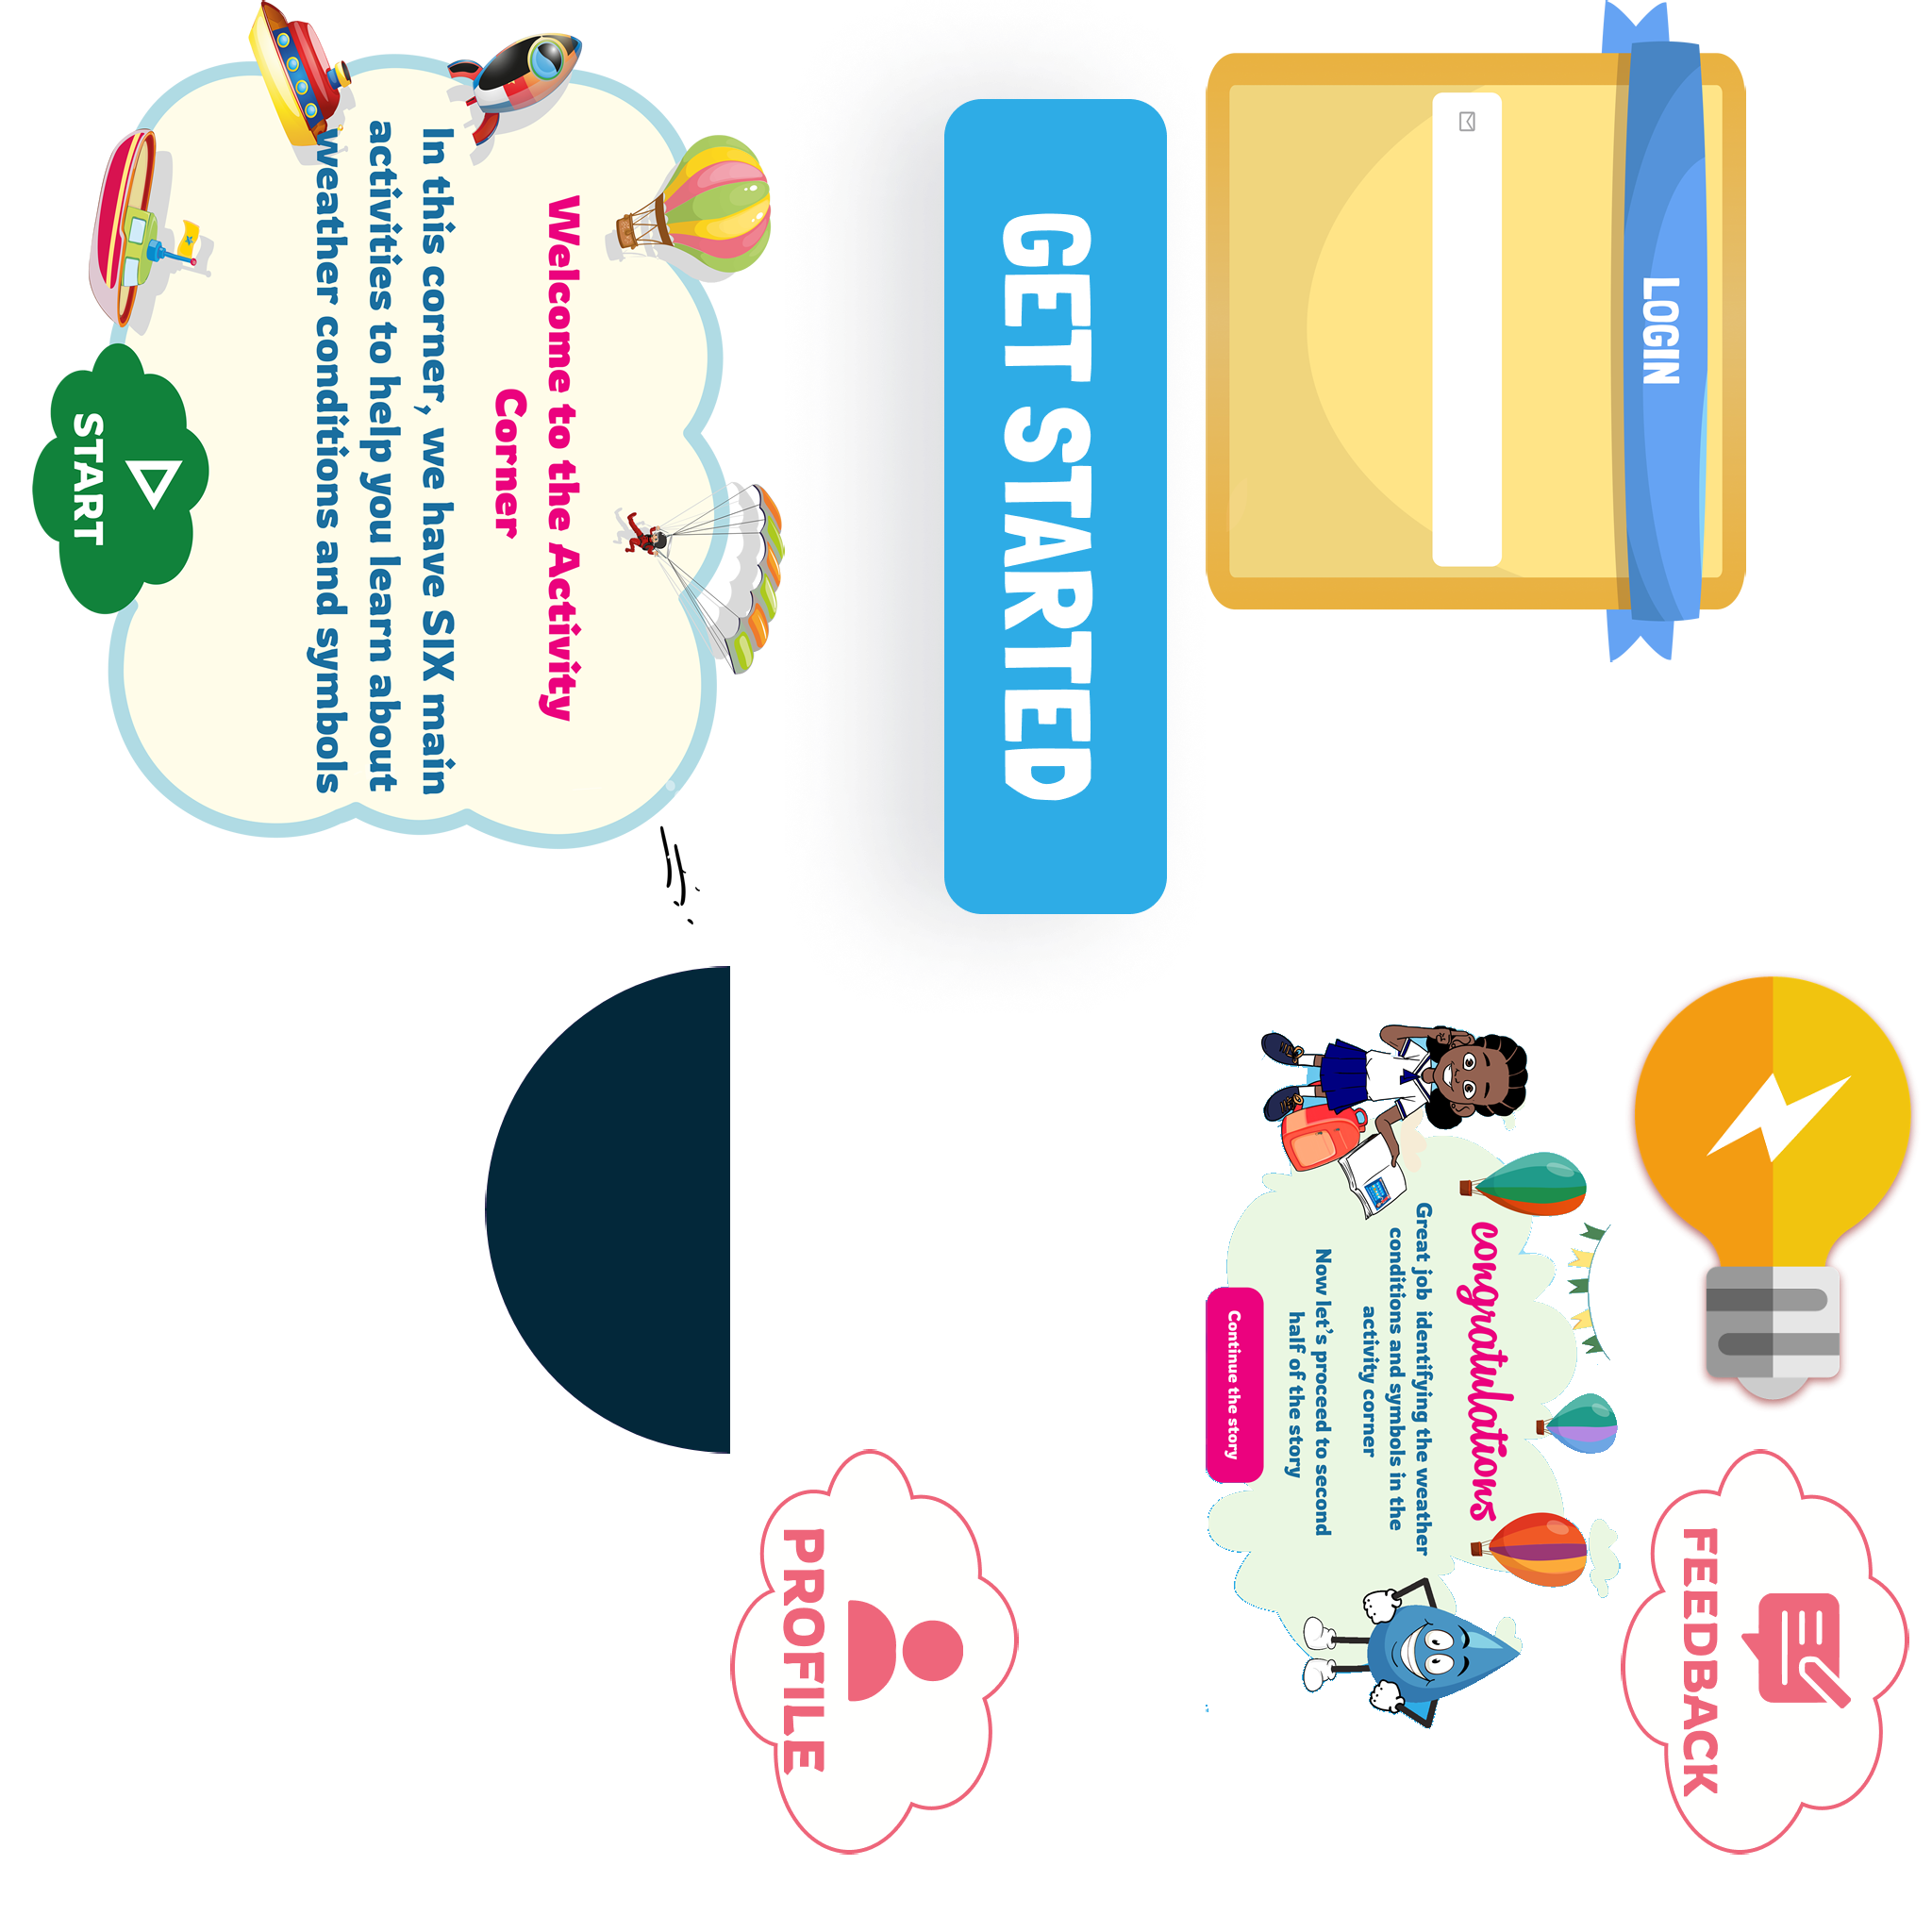 LOGIN
GET STARTED
Welcome to the Activity
Corner
In this corner, we have SIX main
activities to help you learn about
weather conditions and symbols
START
congratulations
Great job identifying the weather
conditions and symbols in the
activity corner
Now let's proceed to second
half of the story
Continue the story
FEEDBACK
PROFILE